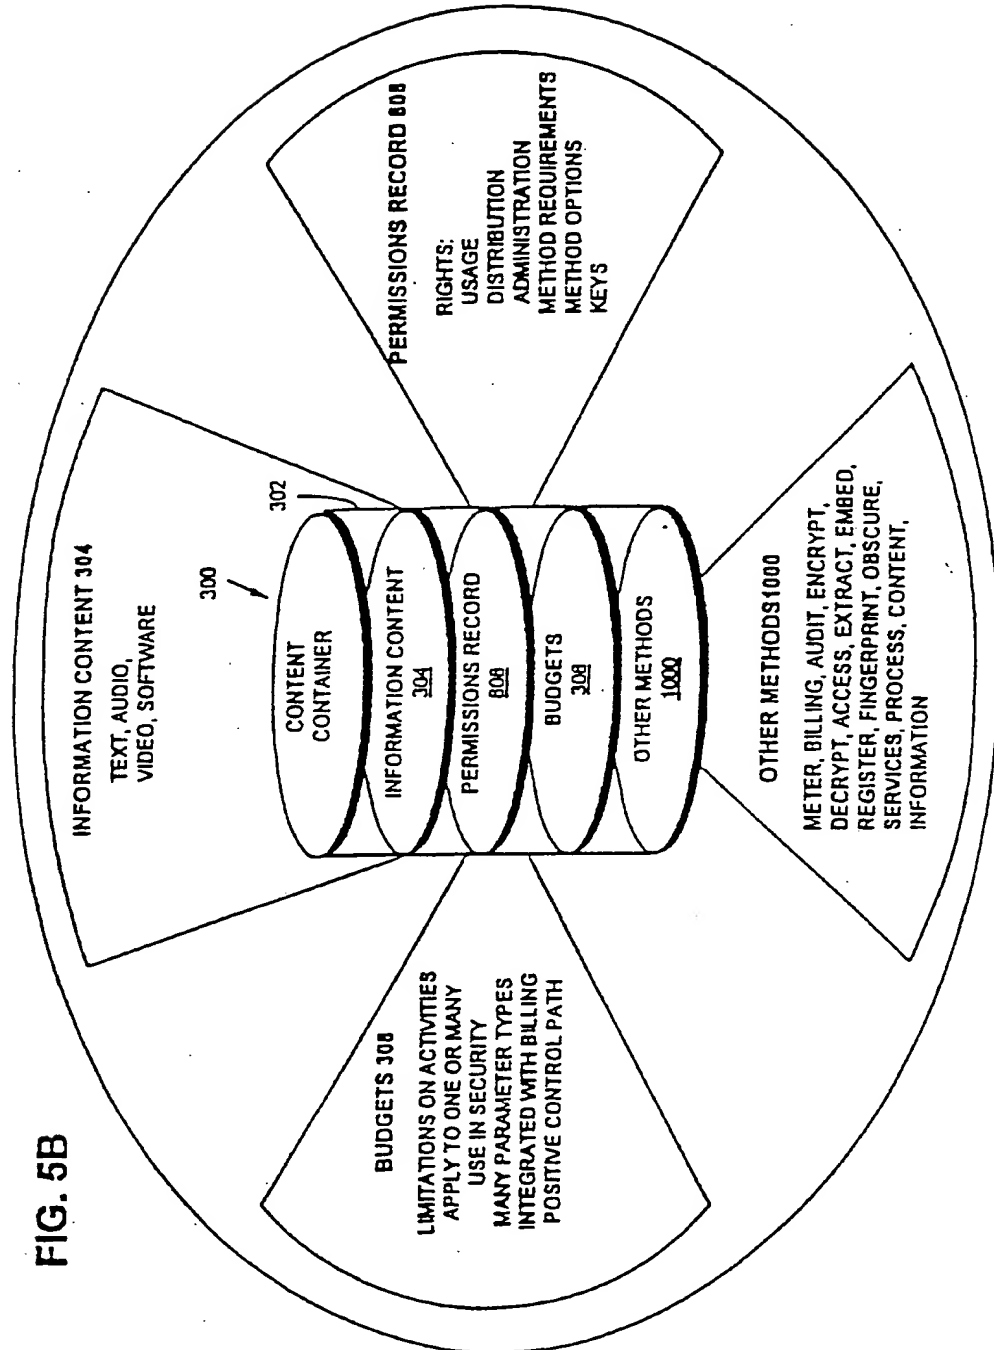 FIG. 5B
INFORMATION CONTENT 304
TEXT, AUDIO,
VIDEO, SOFTWARE
300
302
CONTENT
CONTAINER
INFORMATION CONTENT
304
PERMISSIONS RECORD
808
BUDGETS
308
OTHER METHODS
1000
BUDGETS 308
LIMITATIONS ON ACTIVITIES
APPLY TO ONE OR MANY
USE IN SECURITY
MANY PARAMETER TYPES
INTEGRATED WITH BILLING
POSITIVE CONTROL PATH
PERMISSIONS RECORD 808
RIGHTS:
USAGE
DISTRIBUTION
ADMINISTRATION
METHOD REQUIREMENTS
METHOD OPTIONS
KEYS
OTHER METHODS1000
METER, BILLING, AUDIT, ENCRYPT,
DECRYPT, ACCESS, EXTRACT, EMBED,
REGISTER, FINGERPRINT, OBSCURE,
SERVICES, PROCESS, CONTENT,
INFORMATION